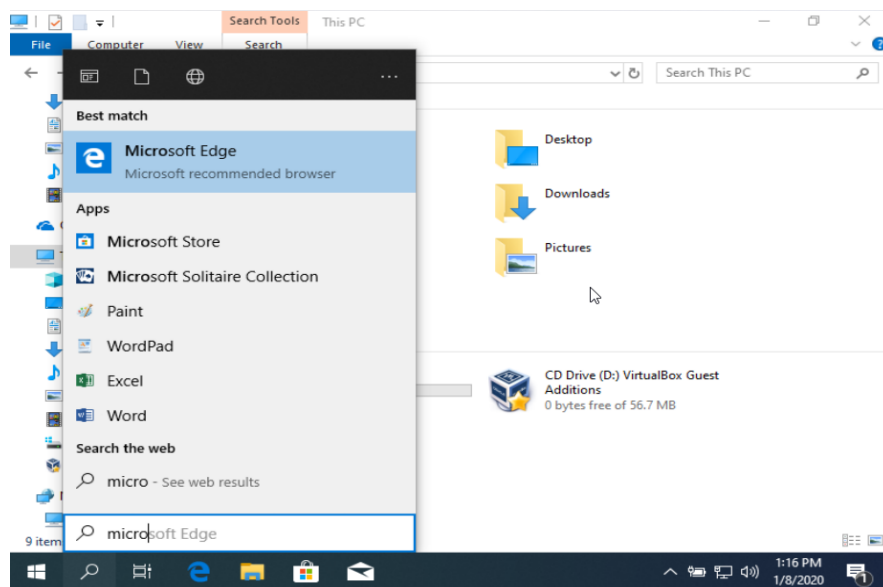 Search Tools
This PC
File
Computer
View
Search
Search This PC
Best match
Microsoft Edge
Microsoft recommended browser
Apps
Microsoft Store
Microsoft Solitaire Collection
Paint
WordPad
Excel
Word
Search the web
micro - See web results
microsoft Edge
Desktop
Downloads
Pictures
CD Drive (D:) VirtualBox Guest
Additions
0 bytes free of 56.7 MB
9 item
1:16 PM
1/8/2020
1